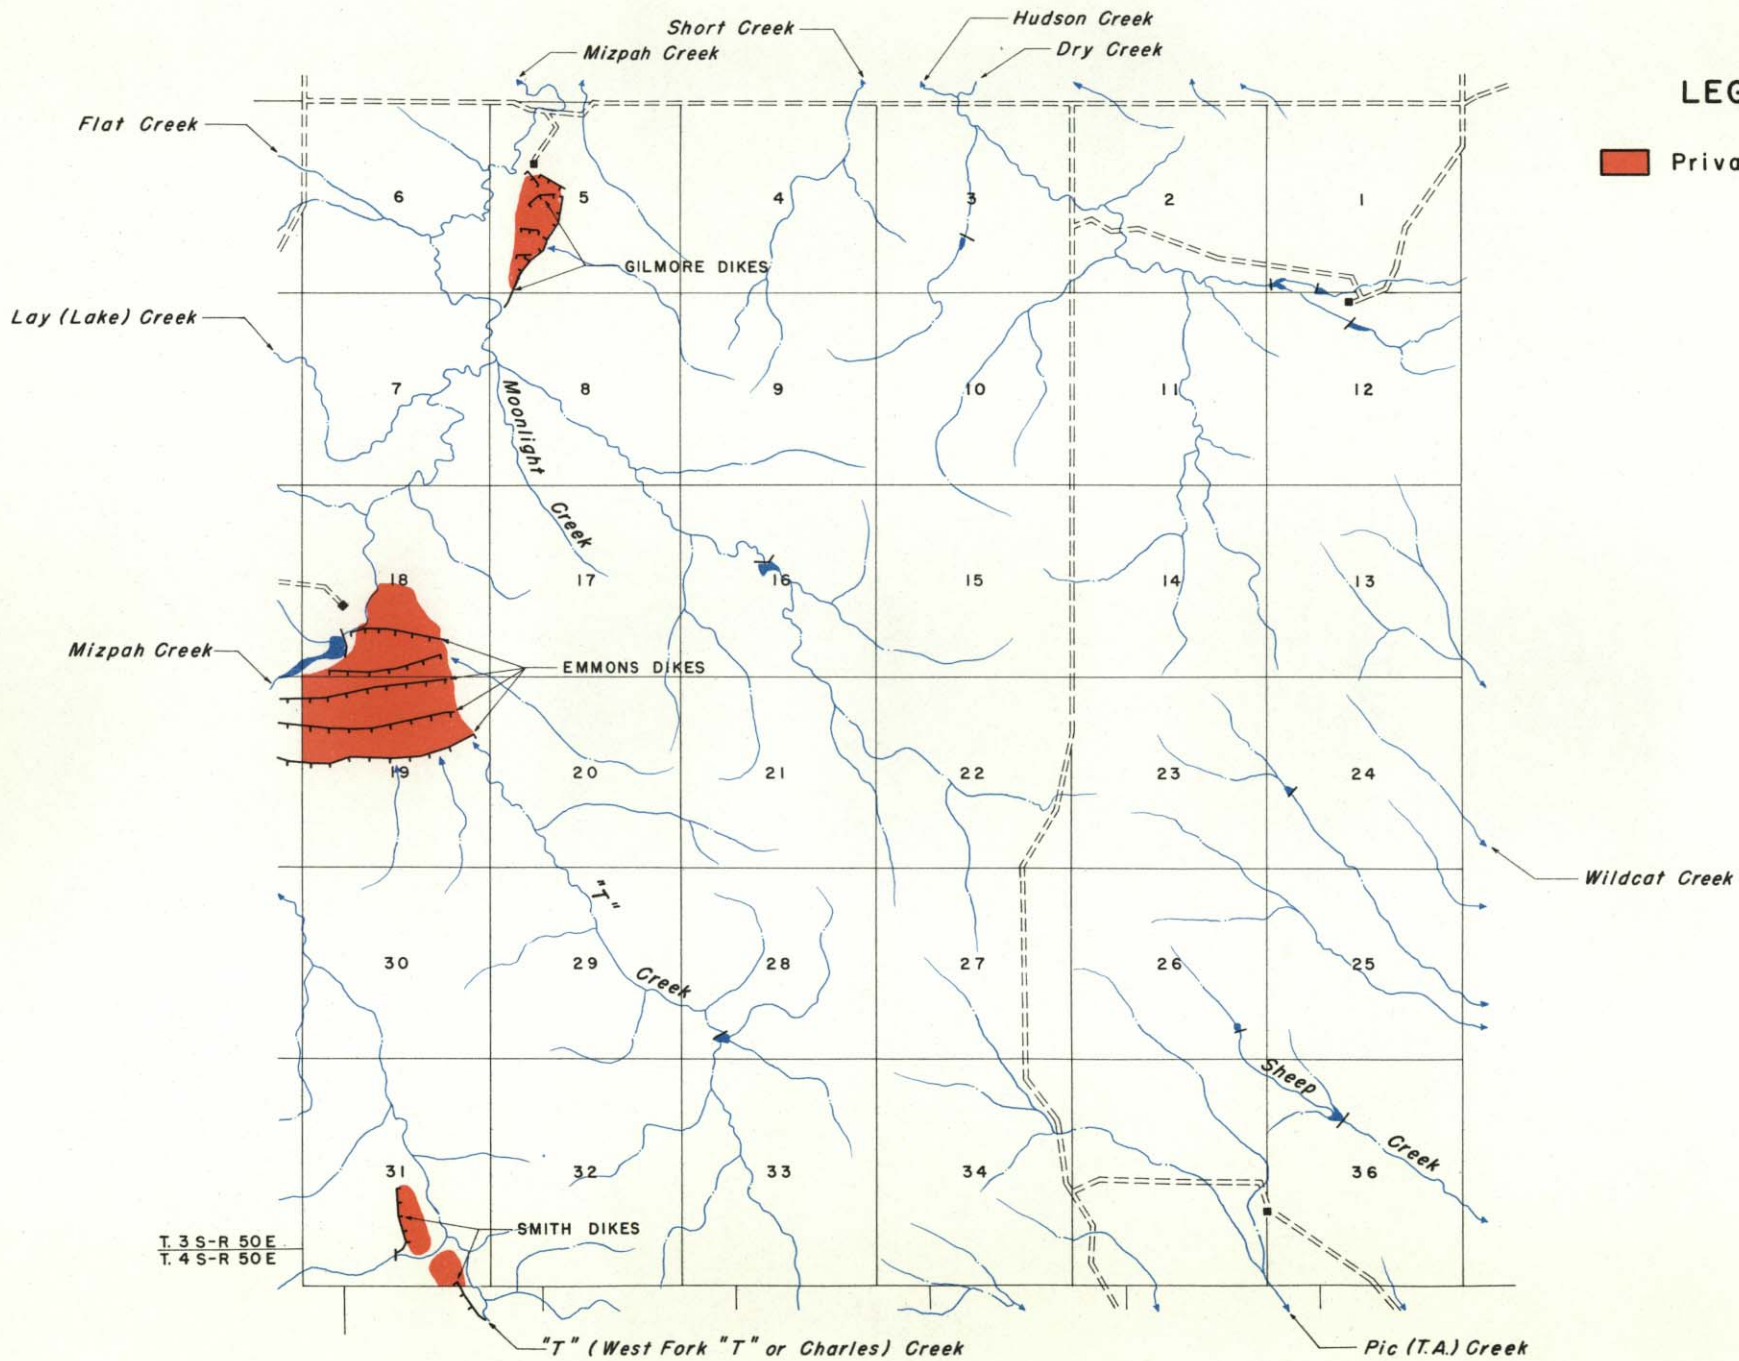 Hudson Creek
Short Creek
Mizpah Creek
Dry Creek
LEG
Flat Creek
Priva
6
5
4
3
2
1
GILMORE DIKES
Lay (Lake) Creek
7
8
9
10
11
12
Moonlight
Creek
18
17
16
15
14
13
Mizpah Creek
EMMONS DIKES
19
20
21
22
23
24
Wildcat Creek
"T"
Creek
30
29
28
27
26
25
Sheep
Creek
31
32
33
34
36
SMITH DIKES
T. 3 S-R 50 E
T. 4 S-R 50 E
"T" (West Fork "T" or Charles) Creek
Pic (T.A.) Creek